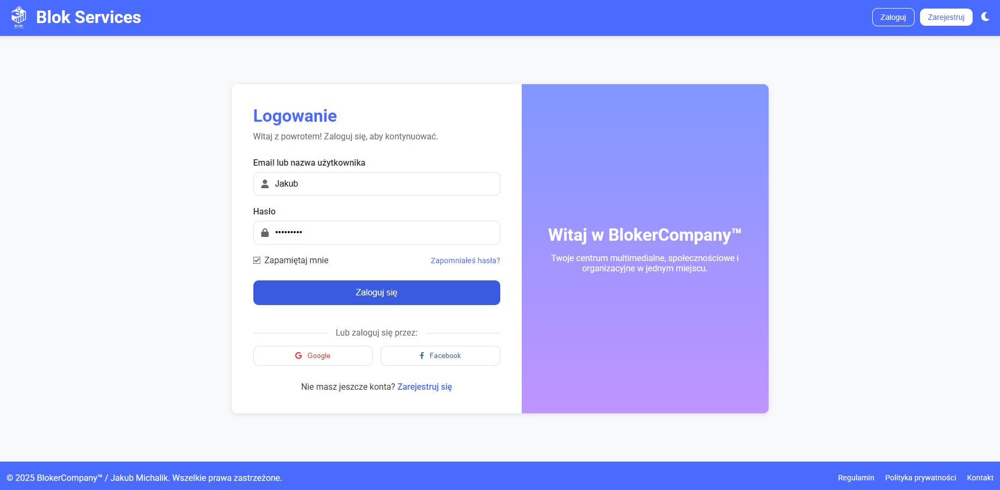 BLOK
SERVICES
Blok Services
Zaloguj
Zarejestruj
Logowanie
Witaj z powrotem! Zaloguj się, aby kontynuować.
Email lub nazwa użytkownika
Jakub
Hasło
•••••••••
Zapamiętaj mnie
Zapomniałeś hasła?
Zaloguj się
Lub zaloguj się przez:
Google
Facebook
Nie masz jeszcze konta? Zarejestruj się
Witaj w BlokerCompany™
Twoje centrum multimedialne, społecznościowe i
organizacyjne w jednym miejscu.
© 2025 BlokerCompany™ / Jakub Michalik. Wszelkie prawa zastrzeżone.
Regulamin
Polityka prywatności
Kontakt